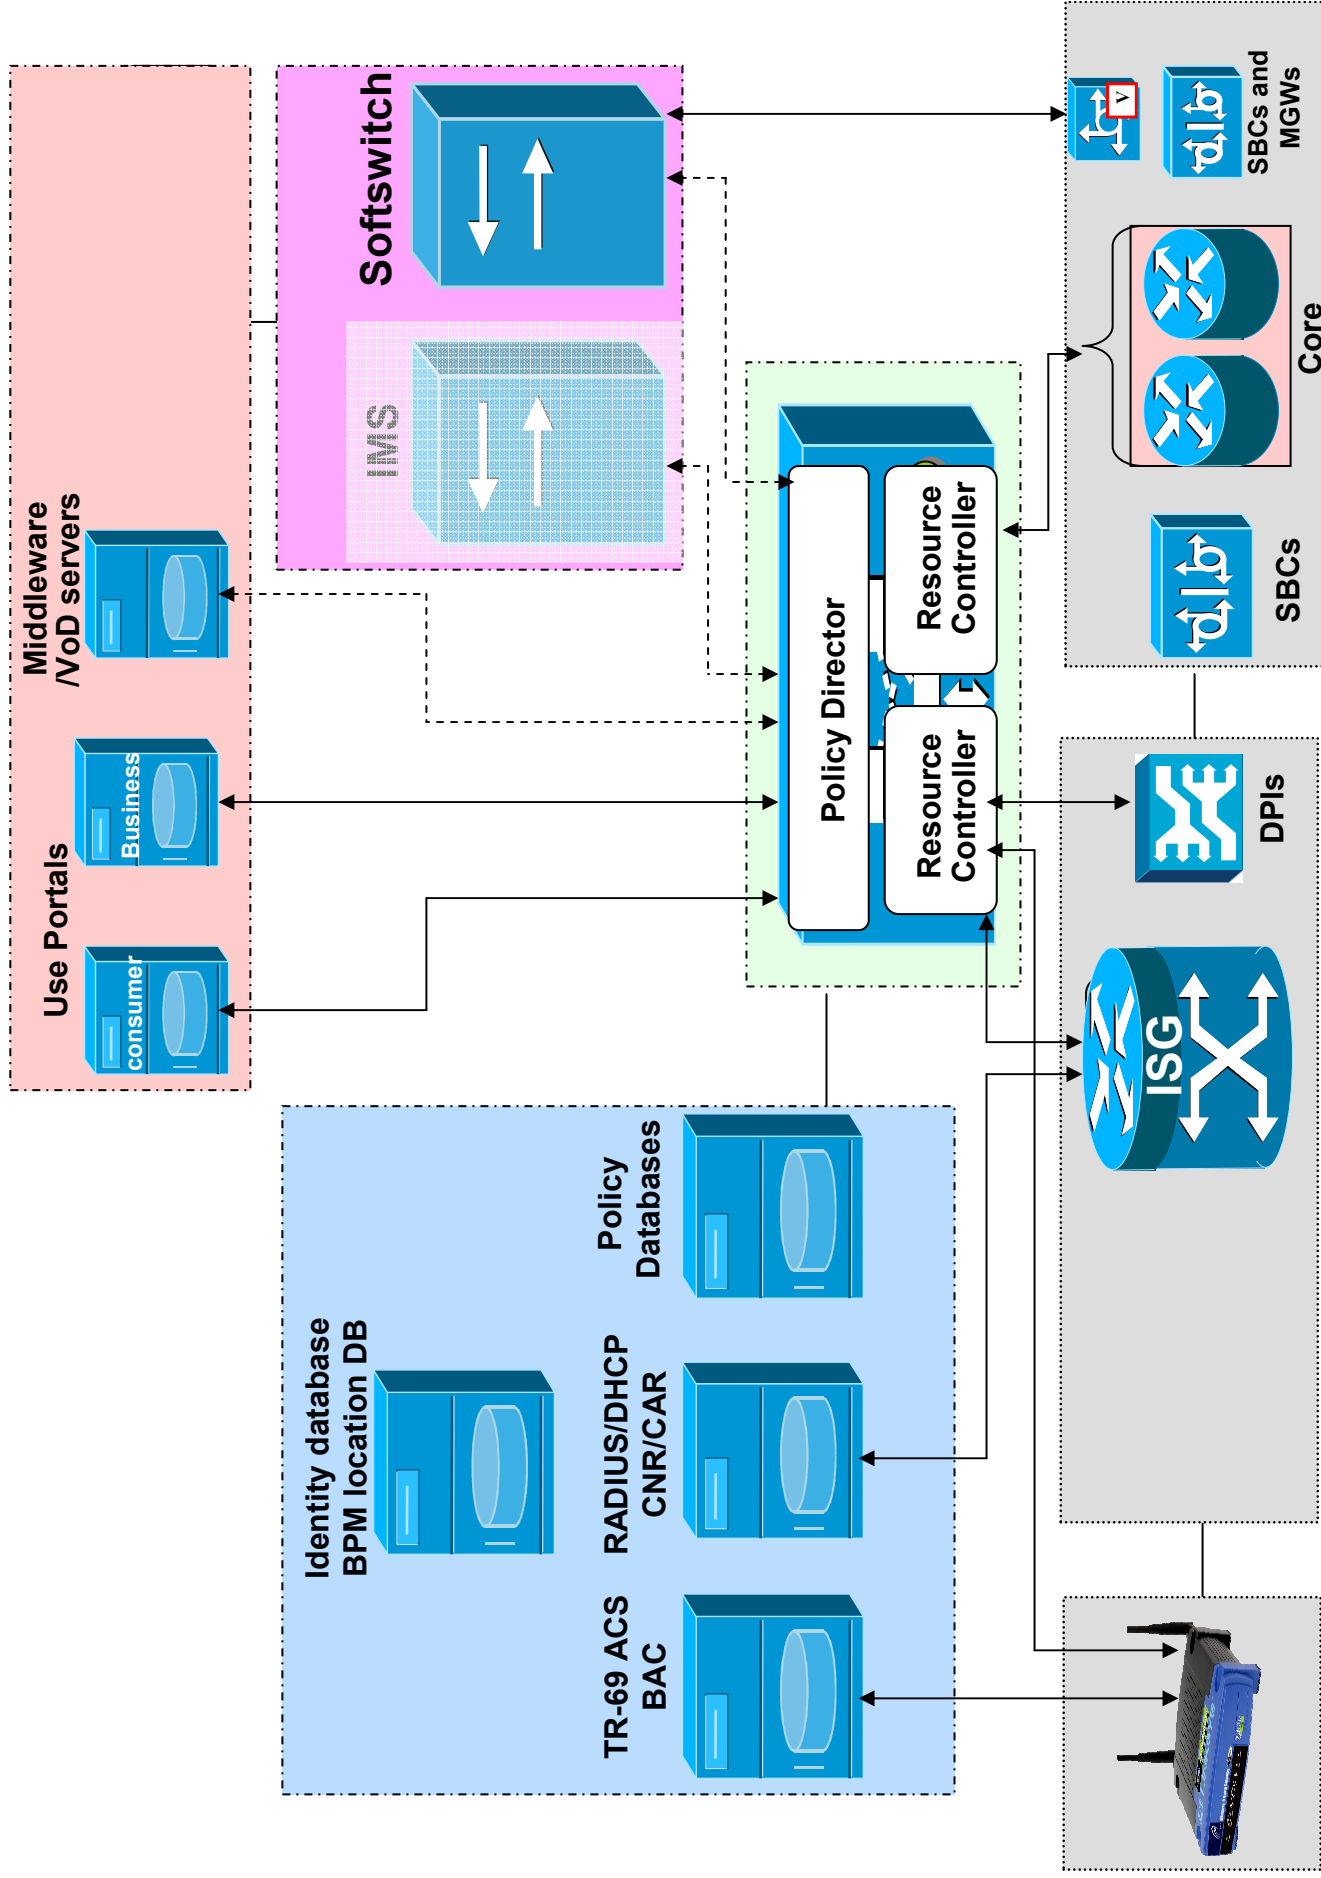 Use Portals
Middleware
/VoD servers
consumer
Business
IMS
Softswitch
Identity database
BPM location DB
TR-69 ACS
BAC
RADIUS/DHCP
CNR/CAR
Policy
Databases
Policy Director
Resource
Controller
Resource
Controller
ISG
DPIs
SBCs
Core
V
SBCs and
MGWs